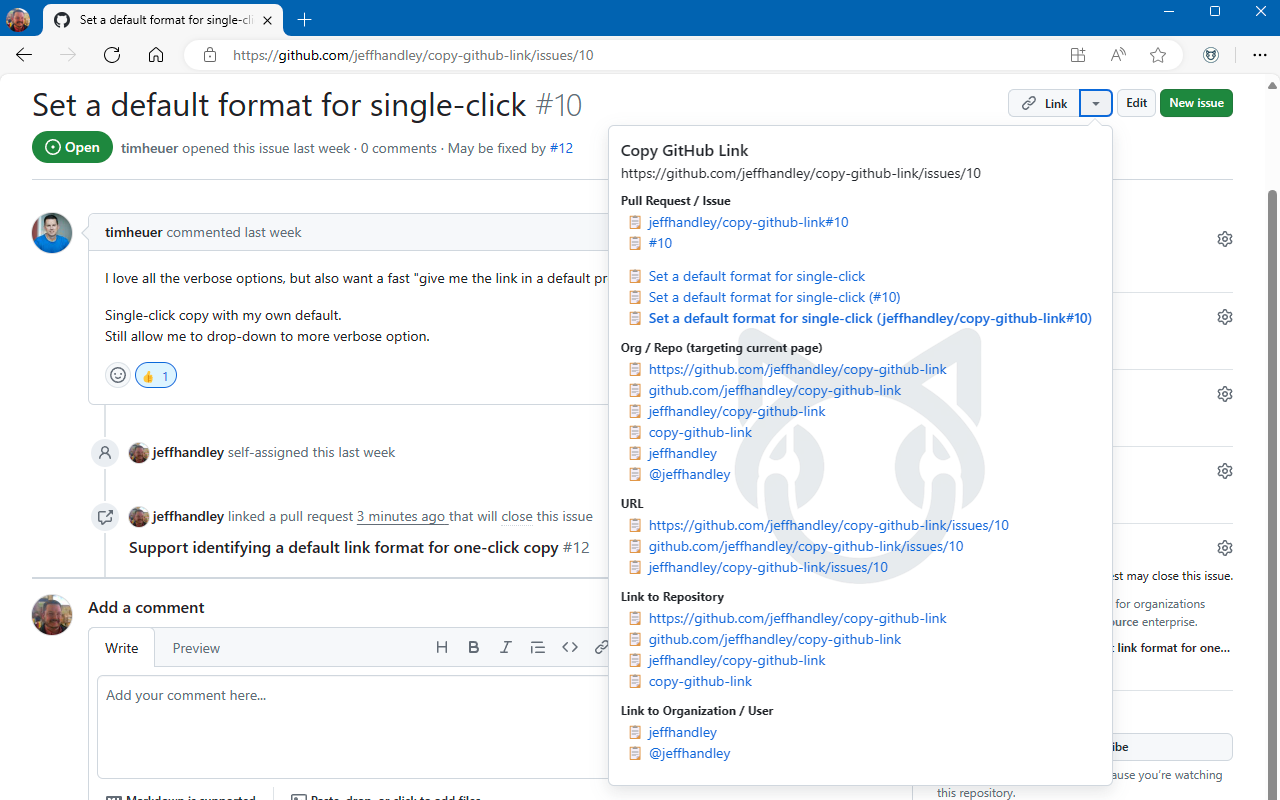 Set a default format for single-cli
https://github.com/jeffhandley/copy-github-link/issues/10
Set a default format for single-click #10
Link
Edit
New issue
Open
timheuer opened this issue last week · 0 comments · May be fixed by #12
timheuer commented last week
I love all the verbose options, but also want a fast "give me the link in a default pr
Single-click copy with my own default.
Still allow me to drop-down to more verbose option.
👍 1
jeffhandley self-assigned this last week
jeffhandley linked a pull request 3 minutes ago that will close this issue
Support identifying a default link format for one-click copy #12
Add a comment
Write
Preview
H B I
Add your comment here...
Markdown is supported
Paste, drop, or click to add files
Copy GitHub Link
https://github.com/jeffhandley/copy-github-link/issues/10
Pull Request / Issue
jeffhandley/copy-github-link#10
#10
Set a default format for single-click
Set a default format for single-click (#10)
Set a default format for single-click (jeffhandley/copy-github-link#10)
Org / Repo (targeting current page)
https://github.com/jeffhandley/copy-github-link
github.com/jeffhandley/copy-github-link
jeffhandley/copy-github-link
copy-github-link
jeffhandley
@jeffhandley
URL
https://github.com/jeffhandley/copy-github-link/issues/10
github.com/jeffhandley/copy-github-link/issues/10
jeffhandley/copy-github-link/issues/10
Link to Repository
https://github.com/jeffhandley/copy-github-link
github.com/jeffhandley/copy-github-link
jeffhandley/copy-github-link
copy-github-link
Link to Organization / User
jeffhandley
@jeffhandley
est may close this issue.
for organizations
ource enterprise.
t link format for one...
ibe
ause you're watching
this repository.